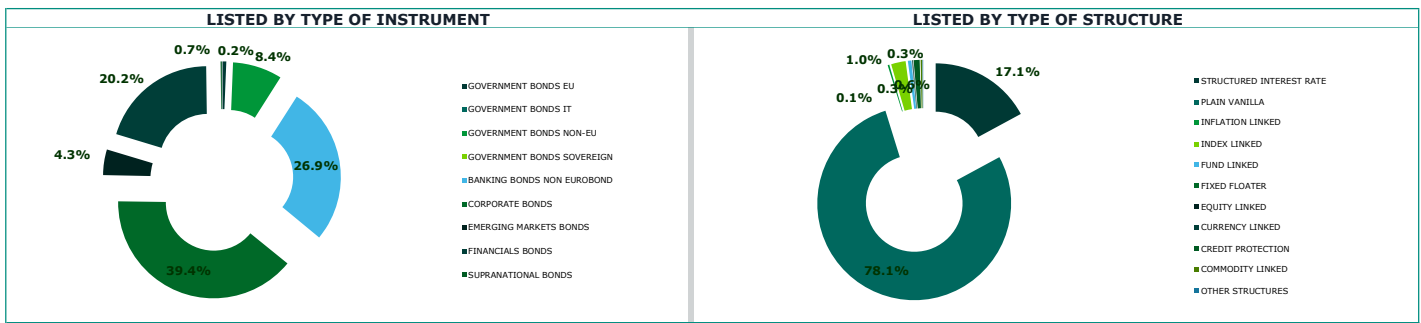 LISTED BY TYPE OF INSTRUMENT
0.7%
0.2%
8.4%
20.2%
4.3%
26.9%
39.4%
GOVERNMENT BONDS EU
GOVERNMENT BONDS IT
GOVERNMENT BONDS NON-EU
GOVERNMENT BONDS SOVEREIGN
BANKING BONDS NON EUROBOND
CORPORATE BONDS
EMERGING MARKETS BONDS
FINANCIALS BONDS
SUPRANATIONAL BONDS
LISTED BY TYPE OF STRUCTURE
1.0%
0.3%
17.1%
0.3%
0.6%
0.1%
78.1%
STRUCTURED INTEREST RATE
PLAIN VANILLA
INFLATION LINKED
INDEX LINKED
FUND LINKED
FIXED FLOATER
EQUITY LINKED
CURRENCY LINKED
CREDIT PROTECTION
COMMODITY LINKED
OTHER STRUCTURES